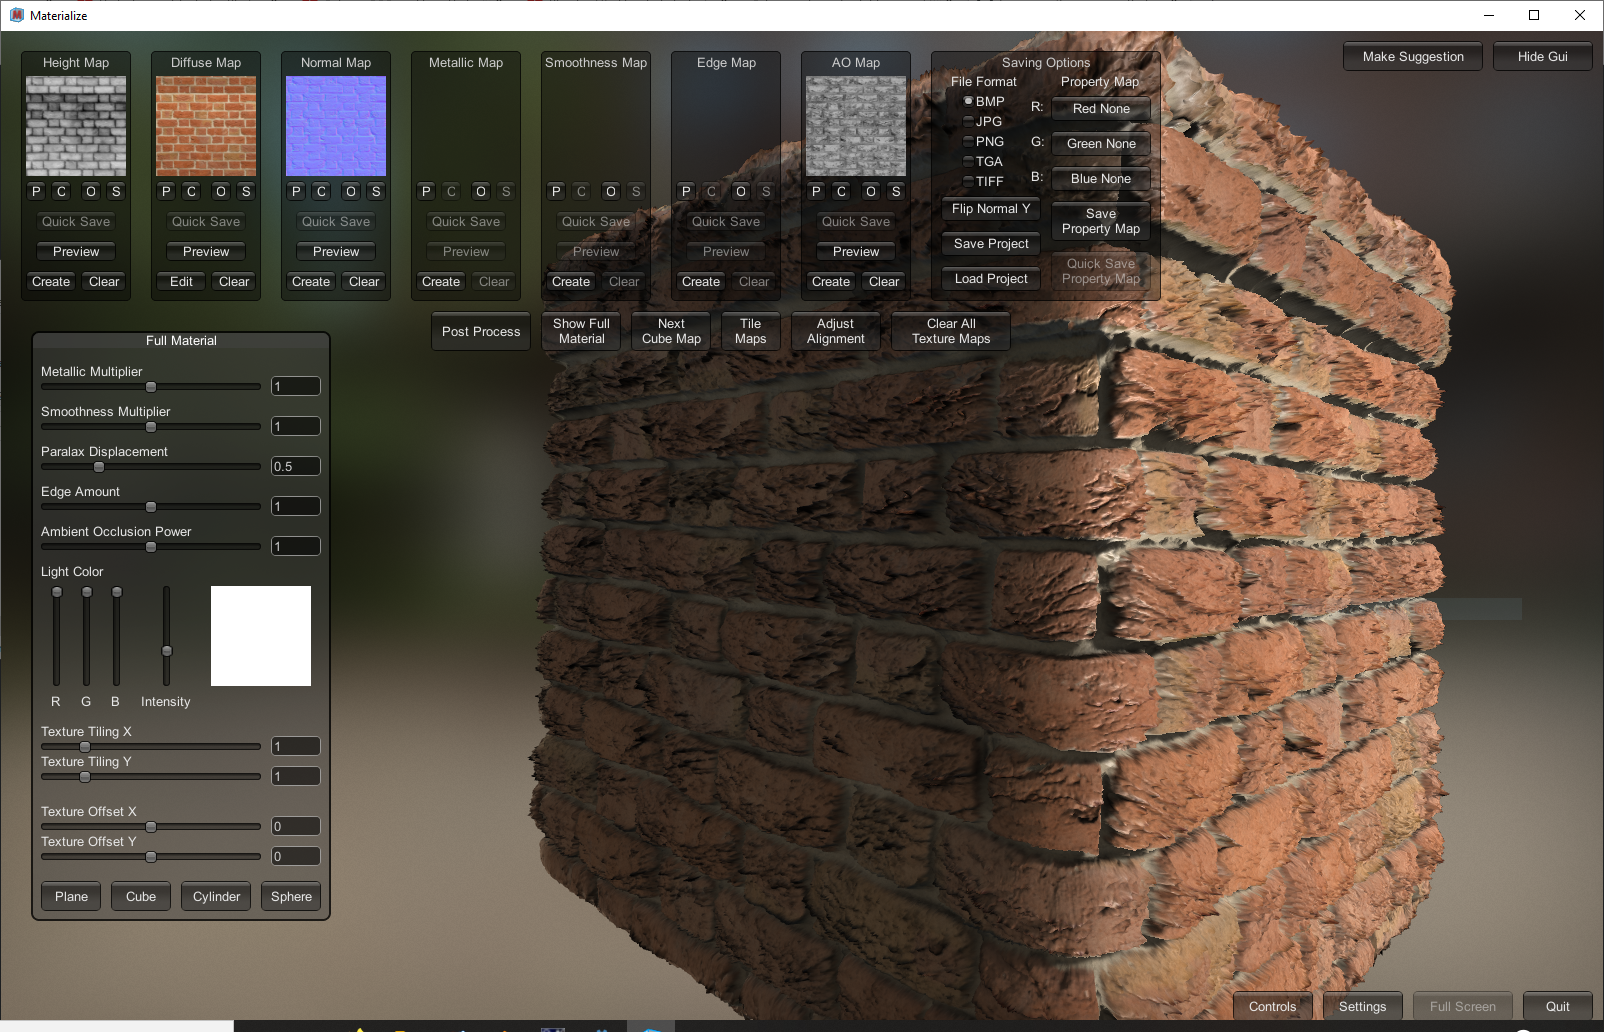 Materialize
Height Map
Diffuse Map
Normal Map
Metallic Map
Smoothness Map
Edge Map
AO Map
Saving Options
Make Suggestion
Hide Gui
File Format
Property Map
BMP
JPG
PNG
TGA
TIFF
R:
Red None
G:
Green None
B:
Blue None
P C O S
P C O S
P C O S
P C O S
P C O S
P C O S
P C O S
Quick Save
Quick Save
Quick Save
Quick Save
Quick Save
Quick Save
Quick Save
Preview
Preview
Preview
Preview
Preview
Preview
Preview
Create Clear
Edit Clear
Create Clear
Create Clear
Create Clear
Create Clear
Create Clear
Flip Normal Y
Save Project
Load Project
Save
Property Map
Quick Save
Property Map
Post Process
Show Full
Material
Next
Cube Map
Tile
Maps
Adjust
Alignment
Clear All
Texture Maps
Full Material
Metallic Multiplier
1
Smoothness Multiplier
1
Paralax Displacement
0.5
Edge Amount
1
Ambient Occlusion Power
1
Light Color
R G B Intensity
Texture Tiling X
1
Texture Tiling Y
1
Texture Offset X
0
Texture Offset Y
0
Plane Cube Cylinder Sphere
Controls Settings Full Screen Quit